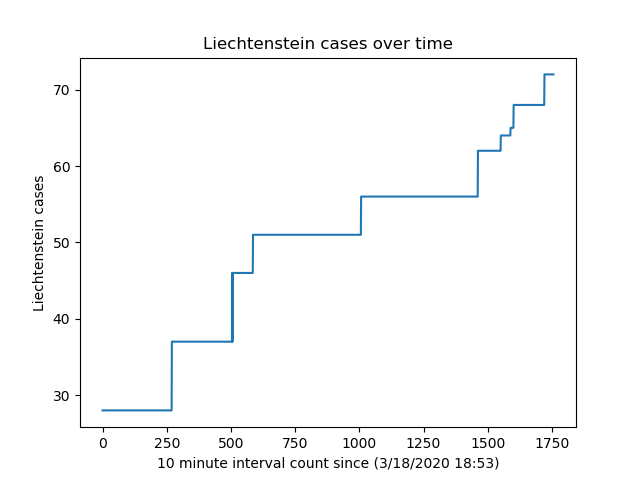 Liechtenstein cases over time
70
60
50
40
30
Liechtenstein cases
0 250 500 750 1000 1250 1500 1750
10 minute interval count since (3/18/2020 18:53)